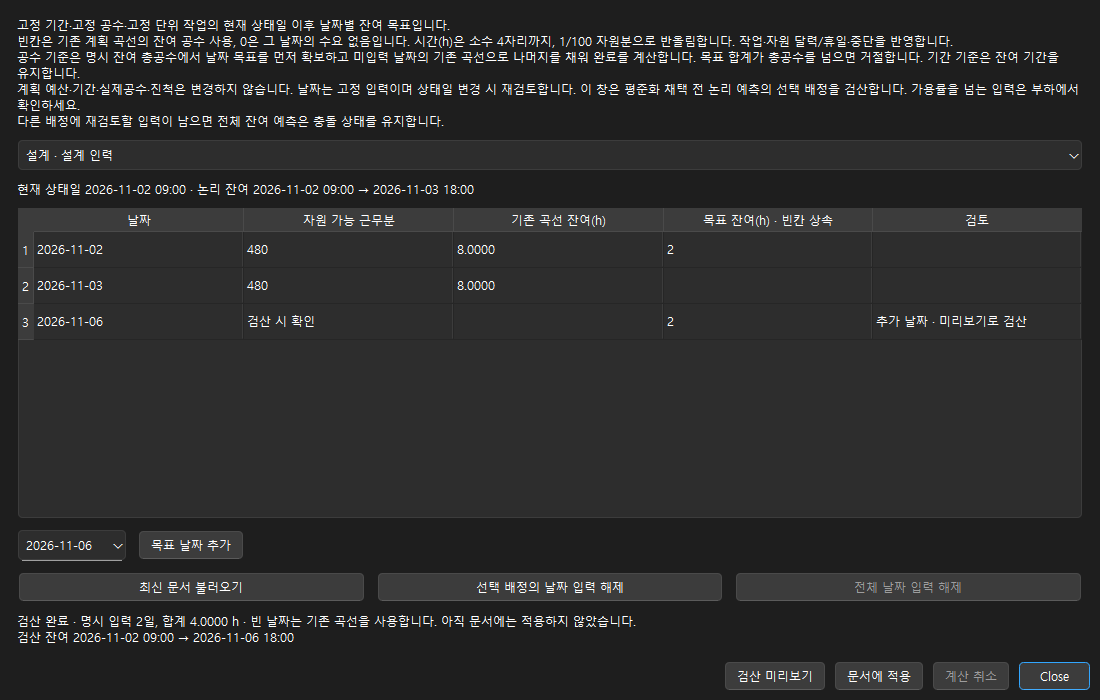 고정 기간·고정 공수·고정 단위 작업의 현재 상태일 이후 날짜별 잔여 목표입니다.
빈칸은 기존 계획 곡선의 잔여 공수 사용, 0은 그 날짜의 수요 없음입니다. 시간(h)은 소수 4자리까지, 1/100 자원분으로 반올림합니다. 작업·자원 달력/휴일·중단을 반영합니다.
공수 기준은 명시 잔여 총공수에서 날짜 목표를 먼저 확보하고 미입력 날짜의 기존 곡선으로 나머지를 채워 완료를 계산합니다. 목표 합계가 총공수를 넘으면 거절합니다. 기간 기준은 잔여 기간을
유지합니다.
계획 예산·기간·실제공수·진척은 변경하지 않습니다. 날짜는 고정 입력이며 상태일 변경 시 재검토합니다. 이 창은 평준화 채택 전 논리 예측의 선택 배정을 검산합니다. 가용률을 넘는 입력은 부하에서
확인하세요.
다른 배정에 재검토할 입력이 남으면 전체 잔여 예측은 충돌 상태를 유지합니다.
설계 · 설계 인력
현재 상태일 2026-11-02 09:00 · 논리 잔여 2026-11-02 09:00 → 2026-11-03 18:00
날짜 자원 가능 근무분 기존 곡선 잔여(h) 목표 잔여(h) · 빈칸 상속 검토
1 2026-11-02 480 8.0000 2
2 2026-11-03 480 8.0000
3 2026-11-06 검산 시 확인 2 추가 날짜 · 미리보기로 검산
2026-11-06 목표 날짜 추가
최신 문서 불러오기 선택 배정의 날짜 입력 해제 전체 날짜 입력 해제
검산 완료 · 명시 입력 2일, 합계 4.0000 h · 빈 날짜는 기존 곡선을 사용합니다. 아직 문서에는 적용하지 않았습니다.
검산 잔여 2026-11-02 09:00 → 2026-11-06 18:00
검산 미리보기 문서에 적용 계산 취소 Close